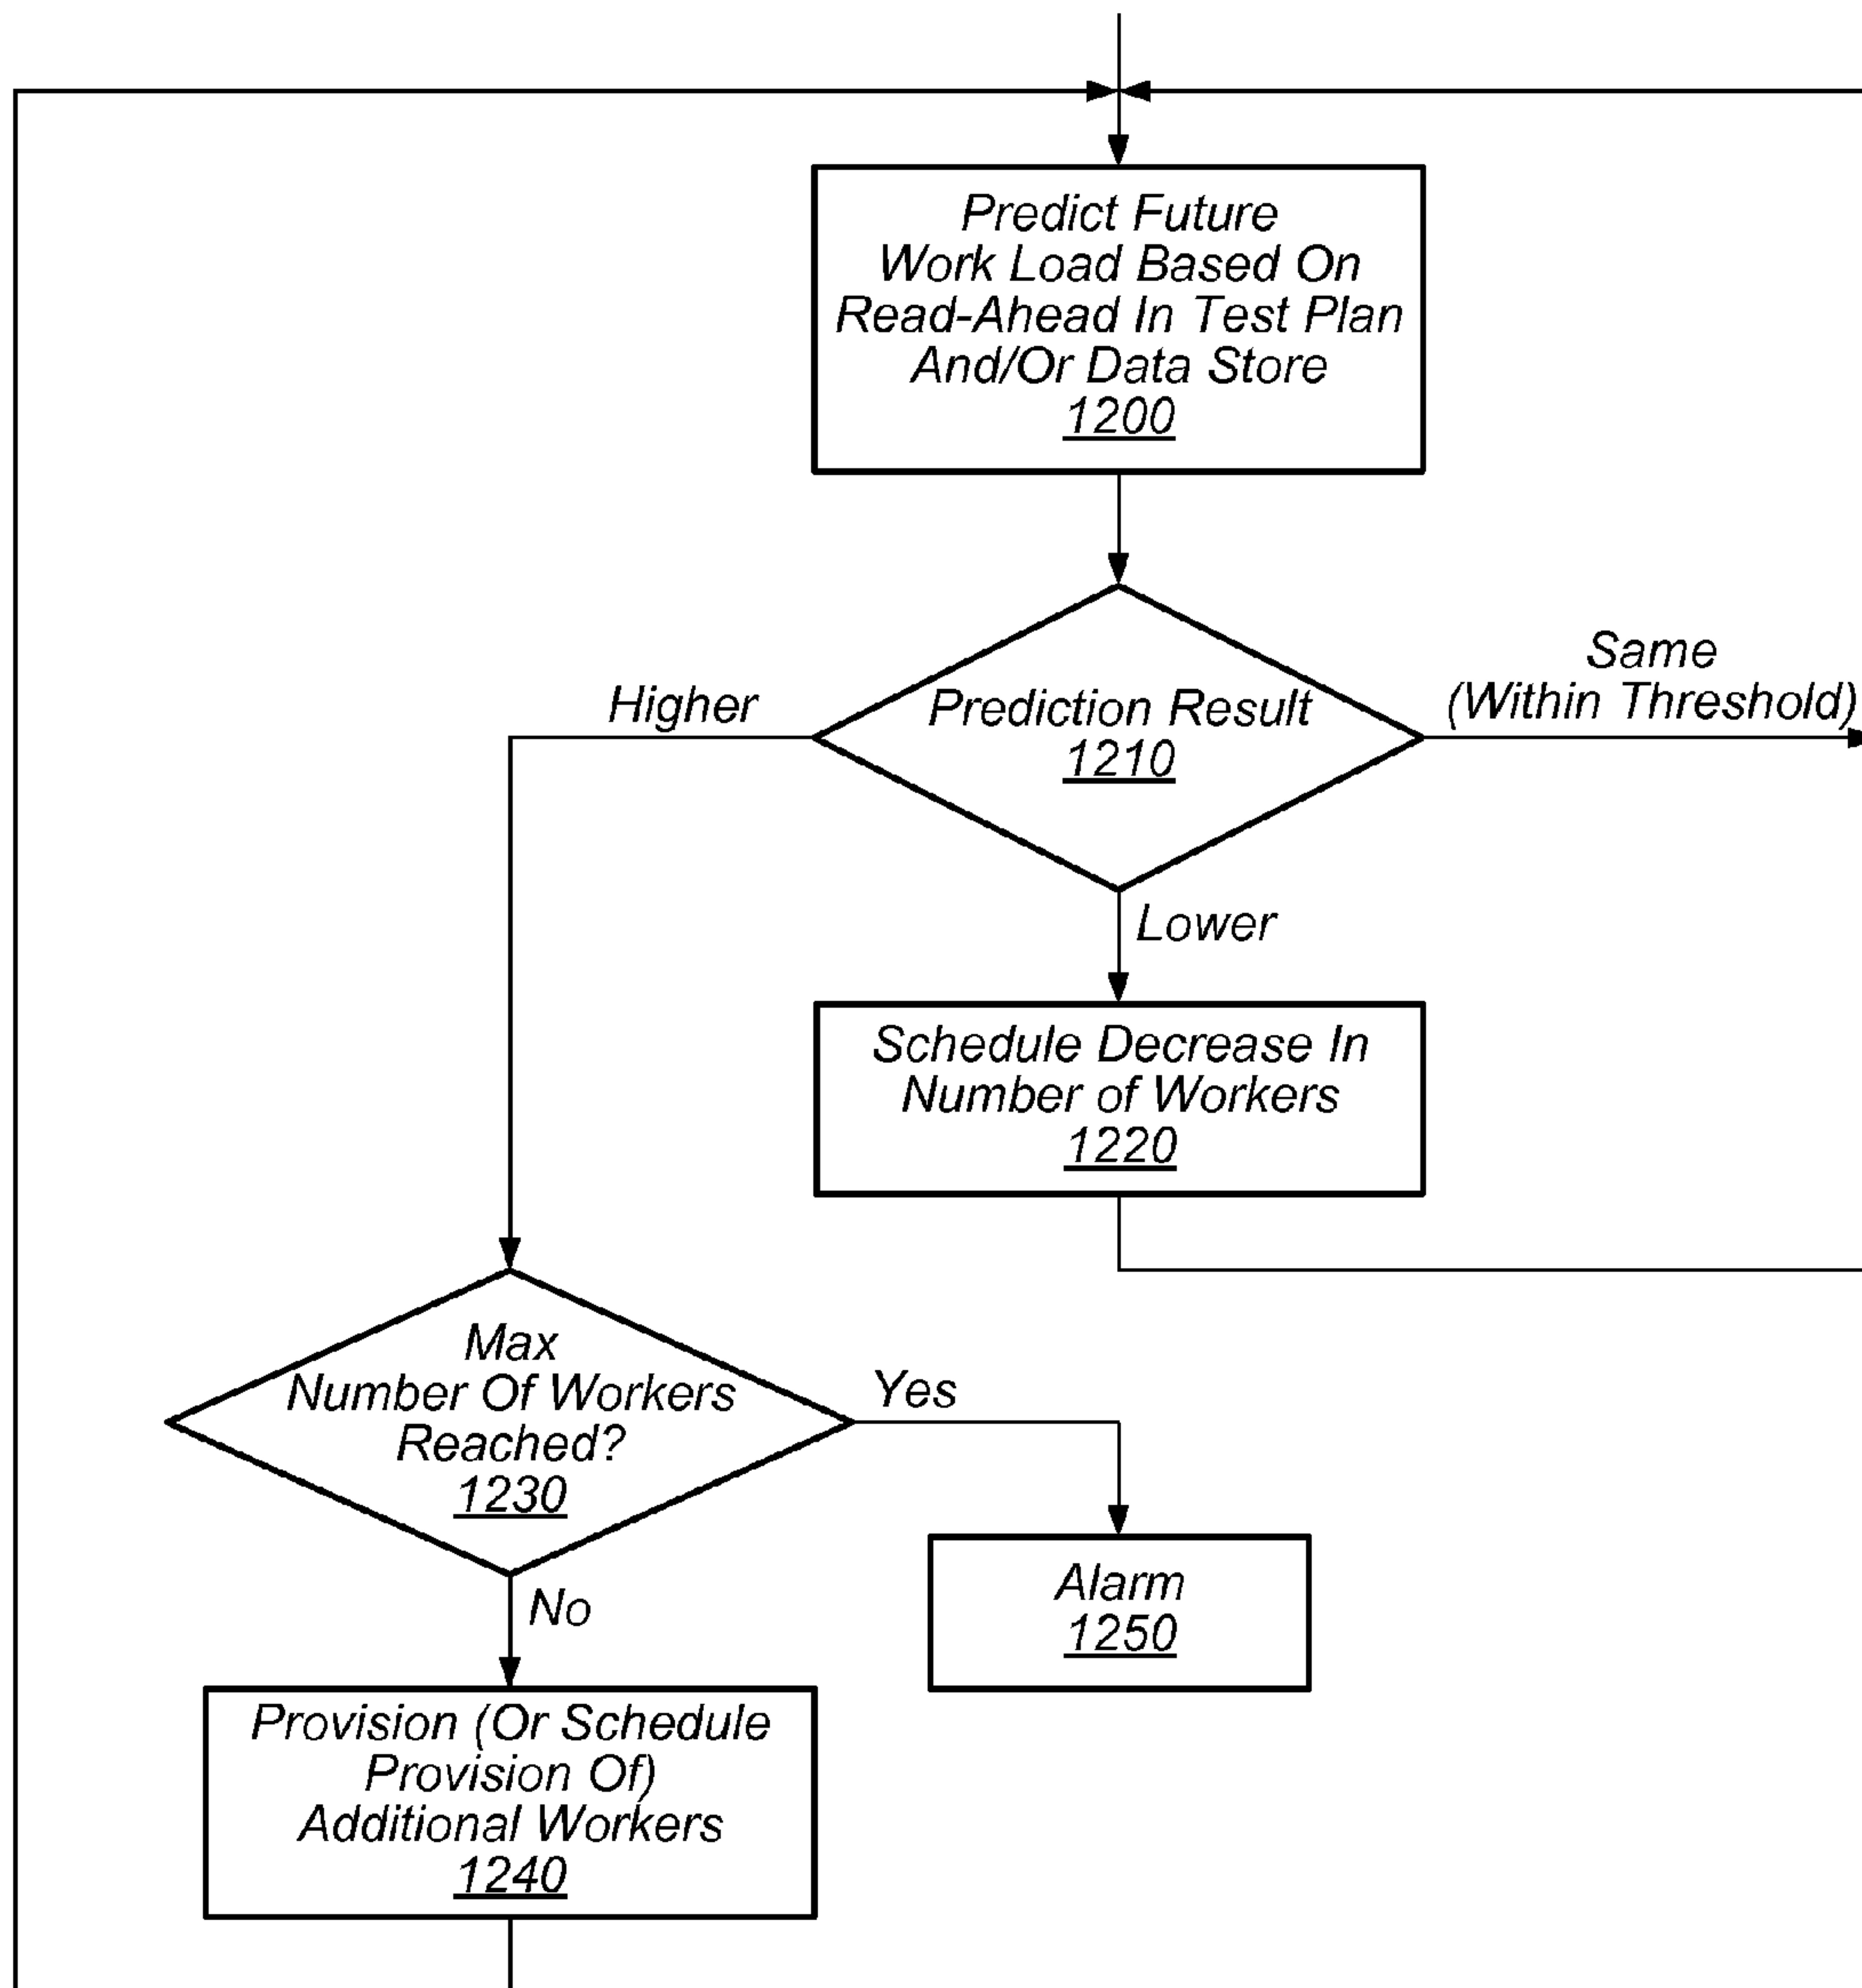 Predict Future
Work Load Based On
Read-Ahead In Test Plan
And/Or Data Store
1200
Higher
Prediction Result
1210
Same
(Within Threshold)
Lower
Schedule Decrease In
Number of Workers
1220
Max
Number Of Workers
Reached?
1230
Yes
No
Alarm
1250
Provision (Or Schedule
Provision Of)
Additional Workers
1240